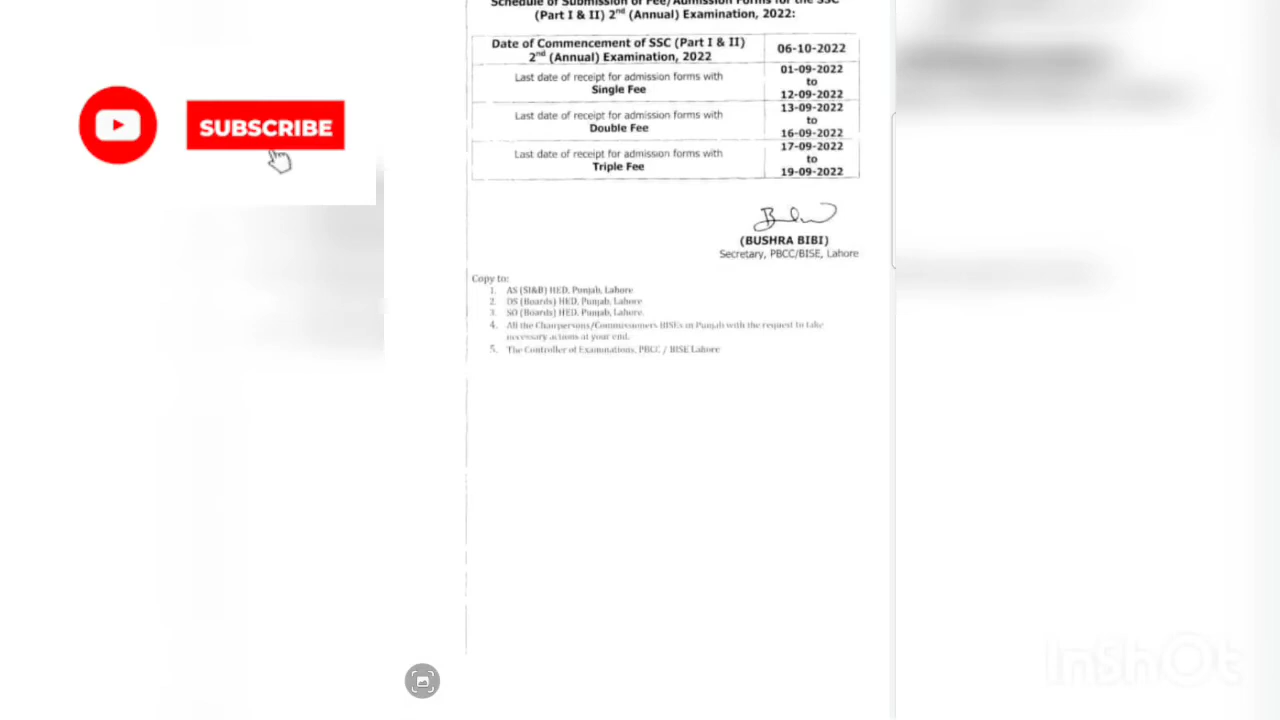 Schedule of Submission of Fee/Admission Forms for the SSC
(Part I & II) 2nd (Annual) Examination, 2022:
Date of Commencement of SSC (Part I & II)
2nd (Annual) Examination, 2022
06-10-2022
Last date of receipt for admission forms with
Single Fee
01-09-2022
to
12-09-2022
Last date of receipt for admission forms with
Double Fee
13-09-2022
to
16-09-2022
Last date of receipt for admission forms with
Triple Fee
17-09-2022
to
19-09-2022
SUBSCRIBE
(BUSHRA BIBI)
Secretary, PBCC/BISE, Lahore
Copy to:
1. AS (SI&B) HED, Punjab, Lahore
2. DS (Boards) HED, Punjab, Lahore
3. SO (Boards) HED, Punjab, Lahore.
4. All the Chairpersons/Commissioners BISEs in Punjab with the request to take
necessary actions at your end.
5. The Controller of Examinations, PBCC / BISE Lahore
InShOt